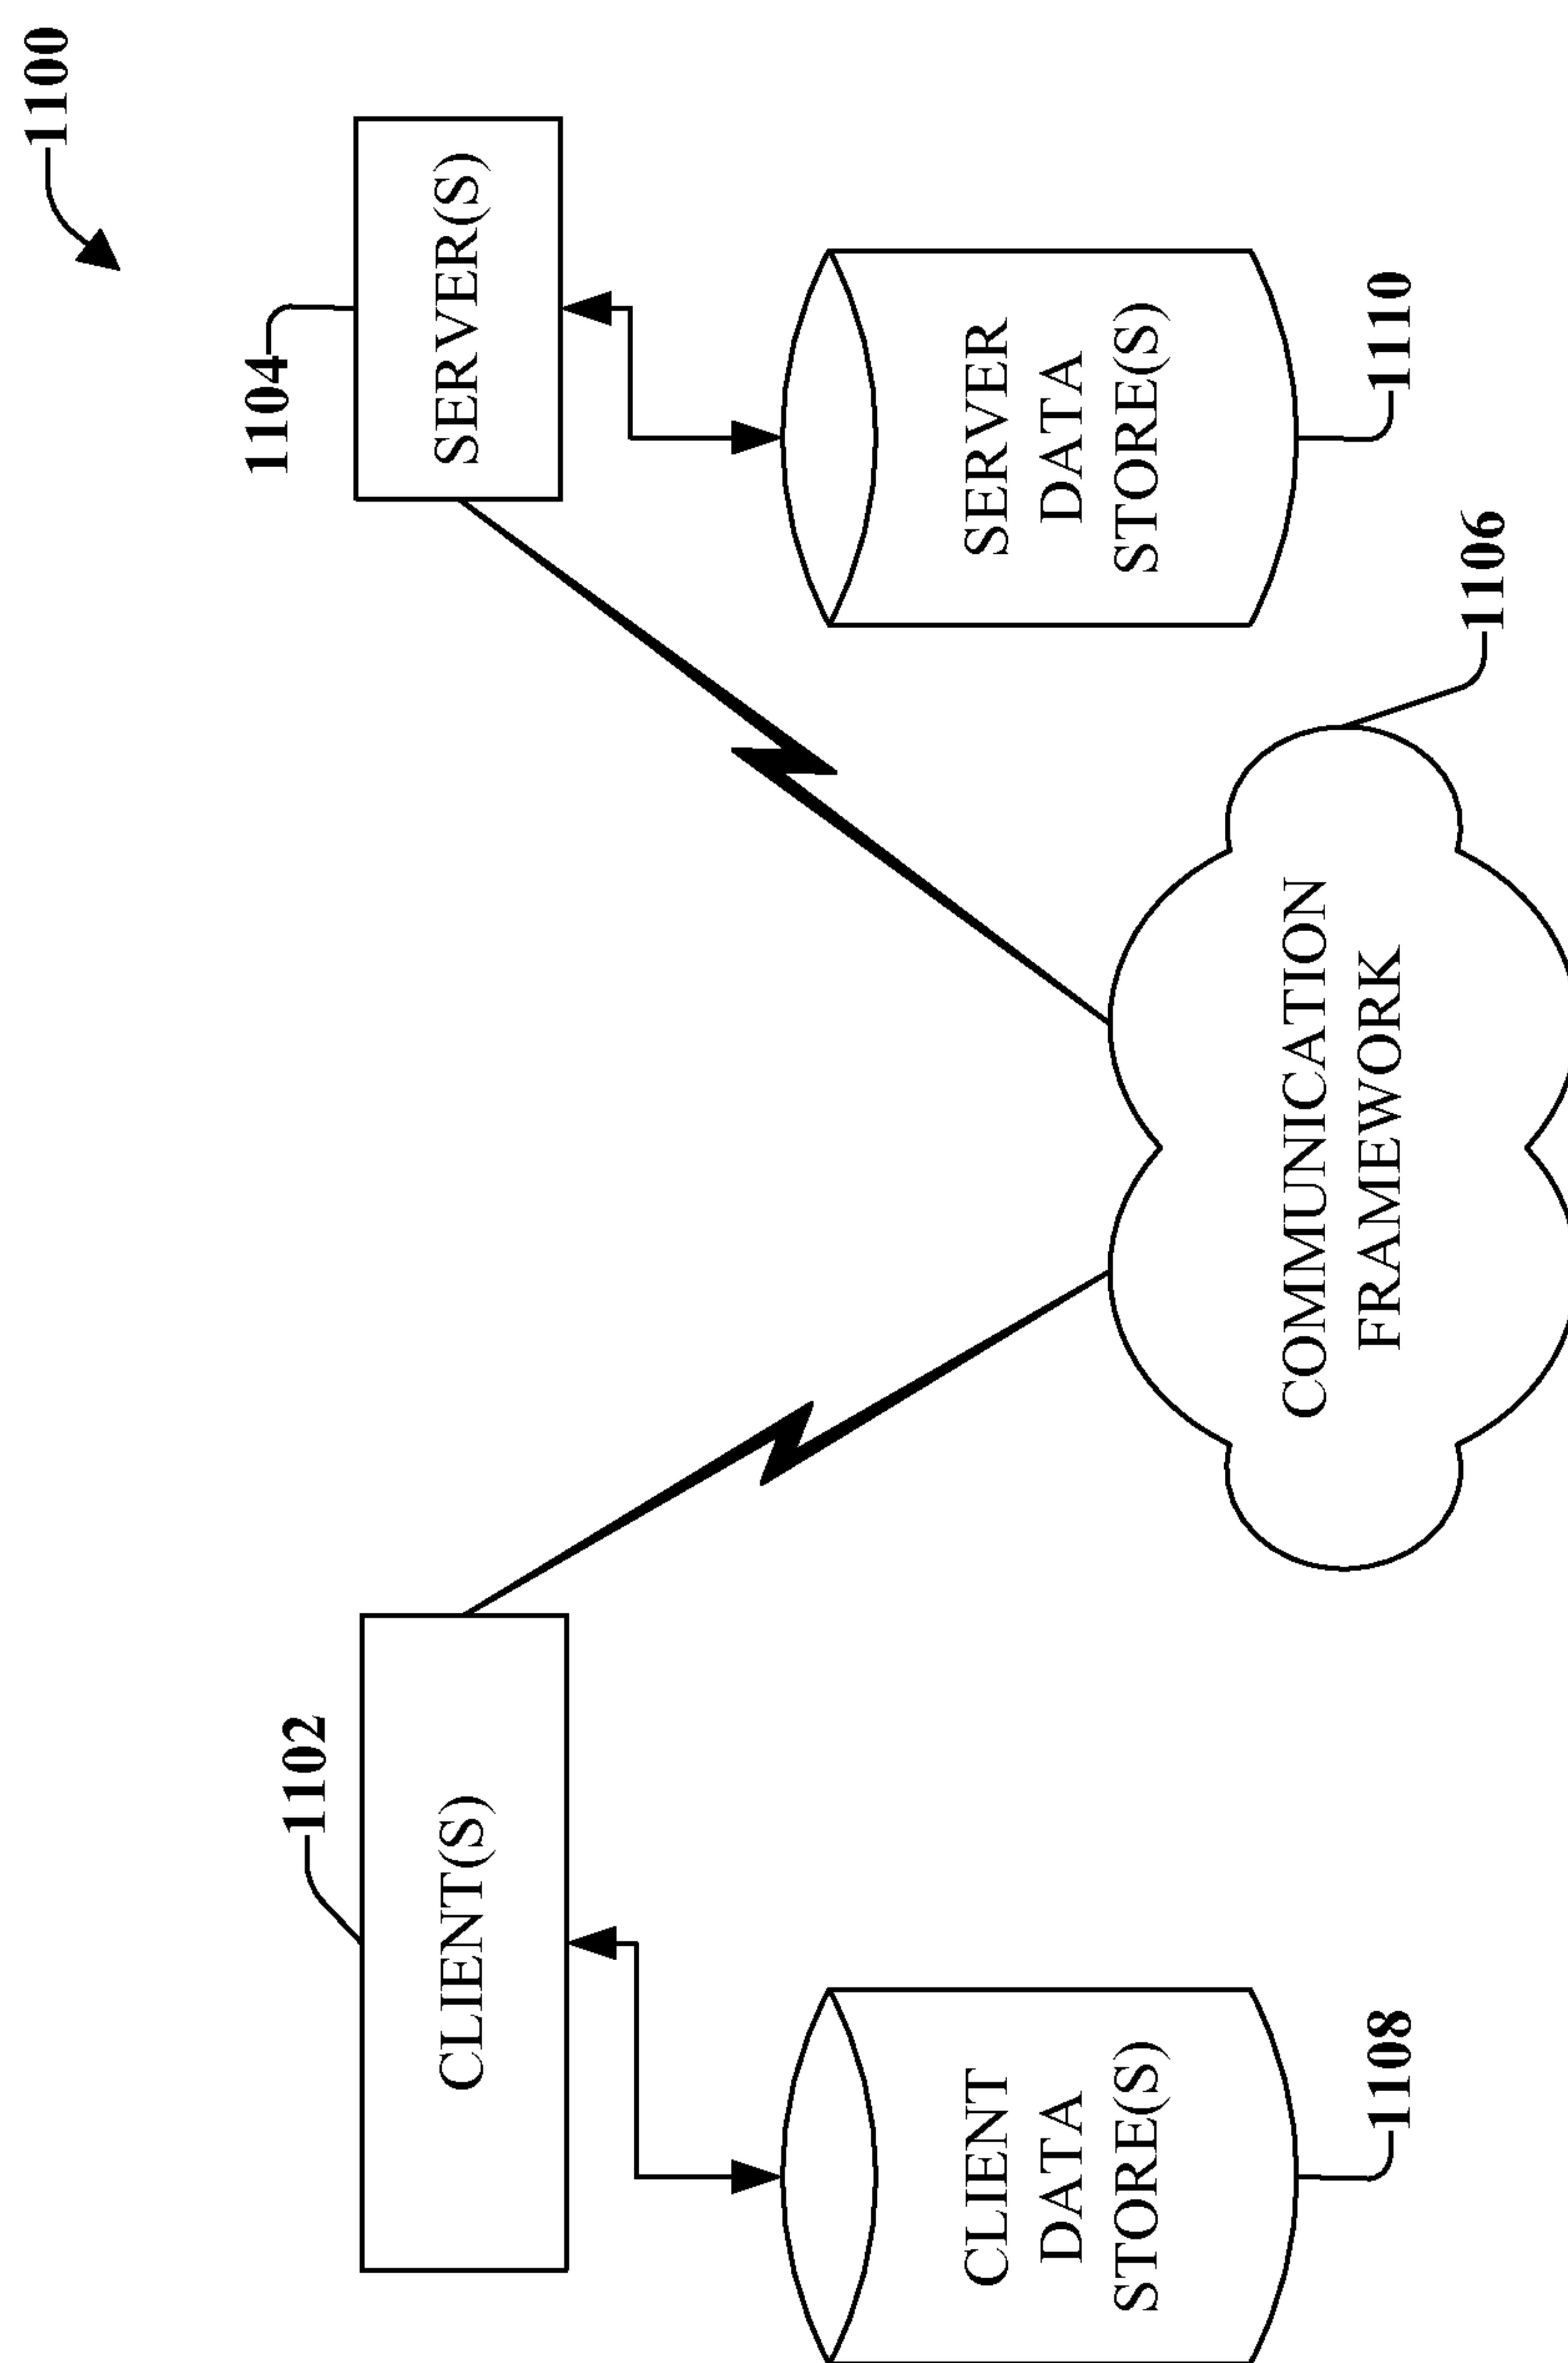 1100
1102
CLIENT(S)
1104
SERVER(S)
CLIENT
DATA
STORE(S)
1108
SERVER
DATA
STORE(S)
1110
COMMUNICATION
FRAMEWORK
1106